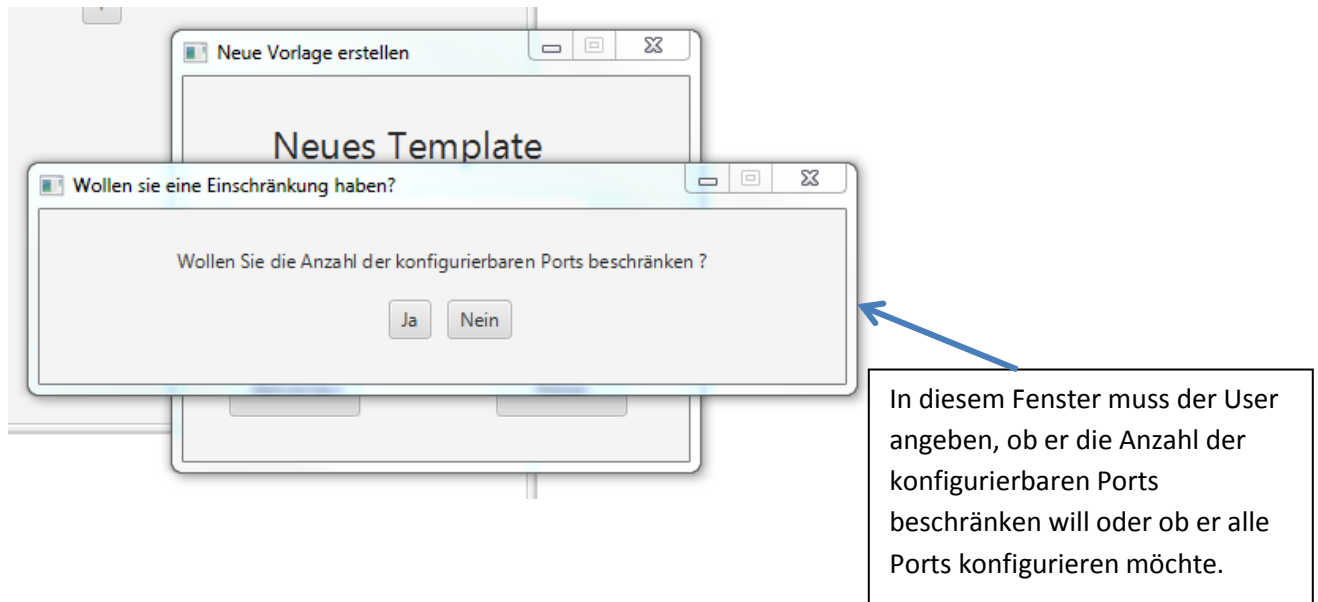 Neue Vorlage erstellen
Neues Template
Wollen sie eine Einschränkung haben?
Wollen Sie die Anzahl der konfigurierbaren Ports beschränken ?
Ja
Nein
In diesem Fenster muss der User
angeben, ob er die Anzahl der
konfigurierbaren Ports
beschränken will oder ob er alle
Ports konfigurieren möchte.